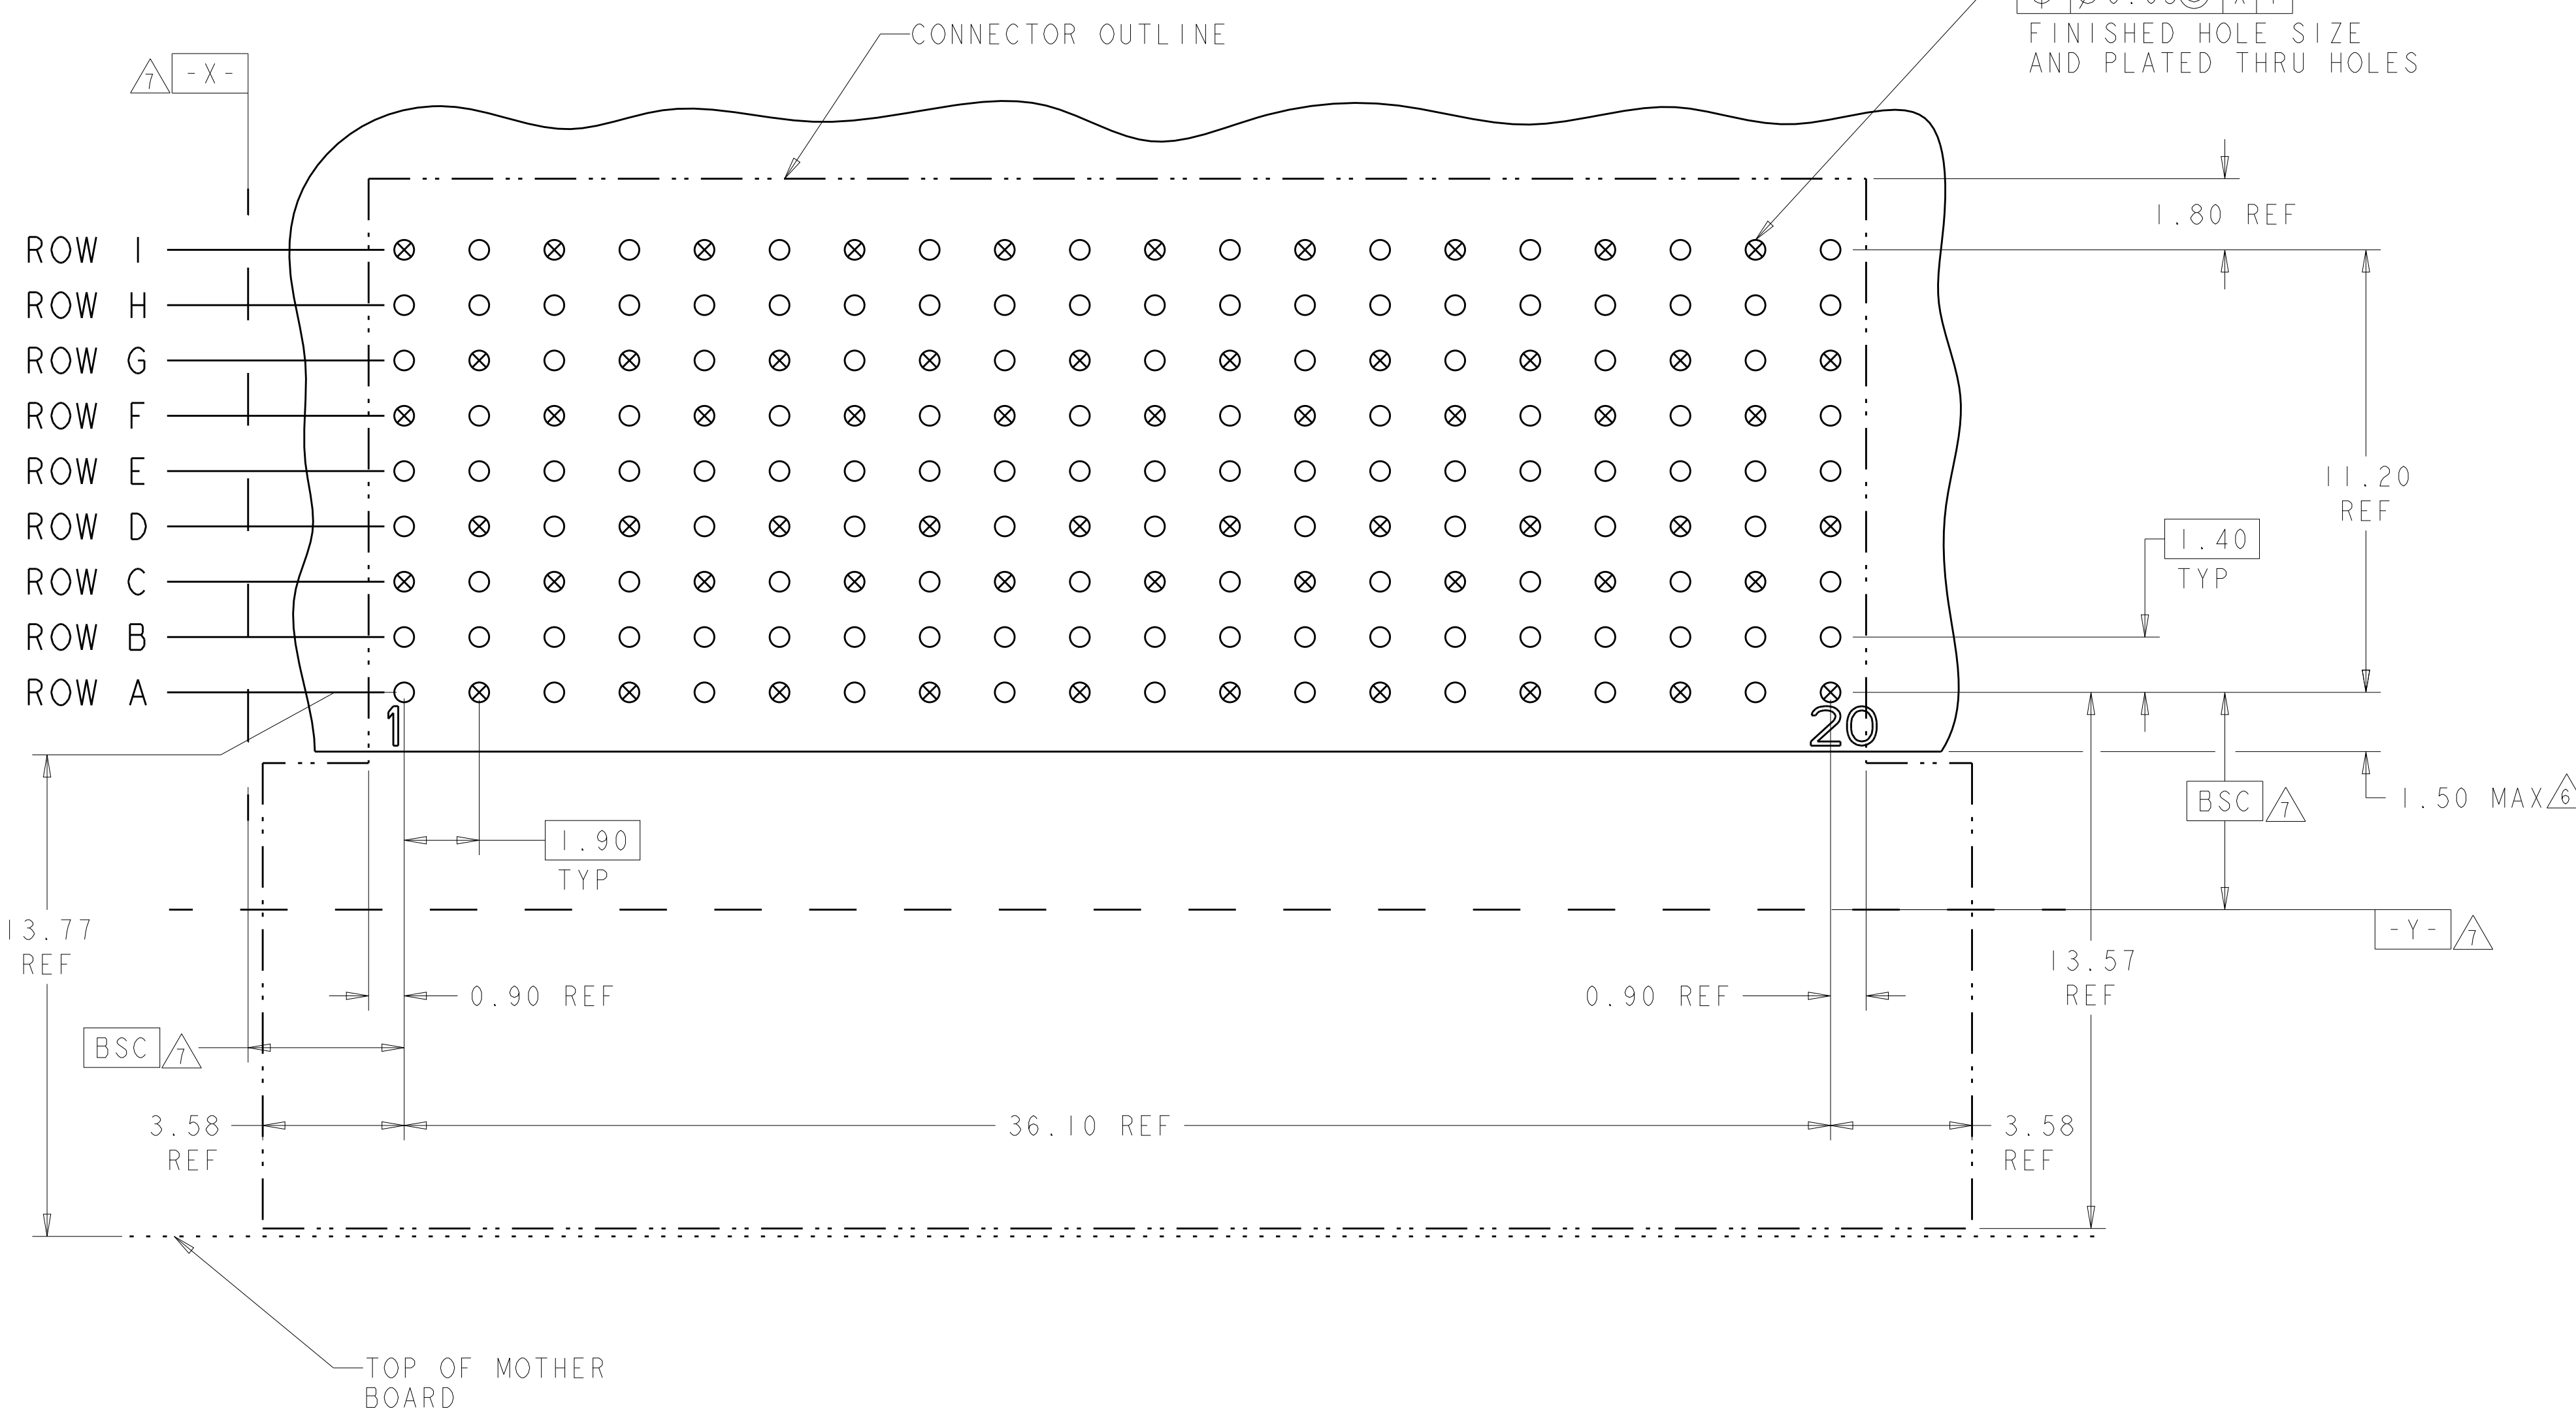 CONNECTOR OUTLINE
FINISHED HOLE SIZE
AND PLATED THRU HOLES
7 -X-
1.80 REF
ROW I
ROW H
ROW G
ROW F
ROW E
ROW D
ROW C
ROW B
ROW A
11.20
REF
1.40
TYP
1
20
BSC 7
1.50 MAX 6
1.90
TYP
13.77
REF
-Y- 7
13.57
REF
0.90 REF
0.90 REF
BSC 7
3.58
REF
36.10 REF
3.58
REF
TOP OF MOTHER
BOARD